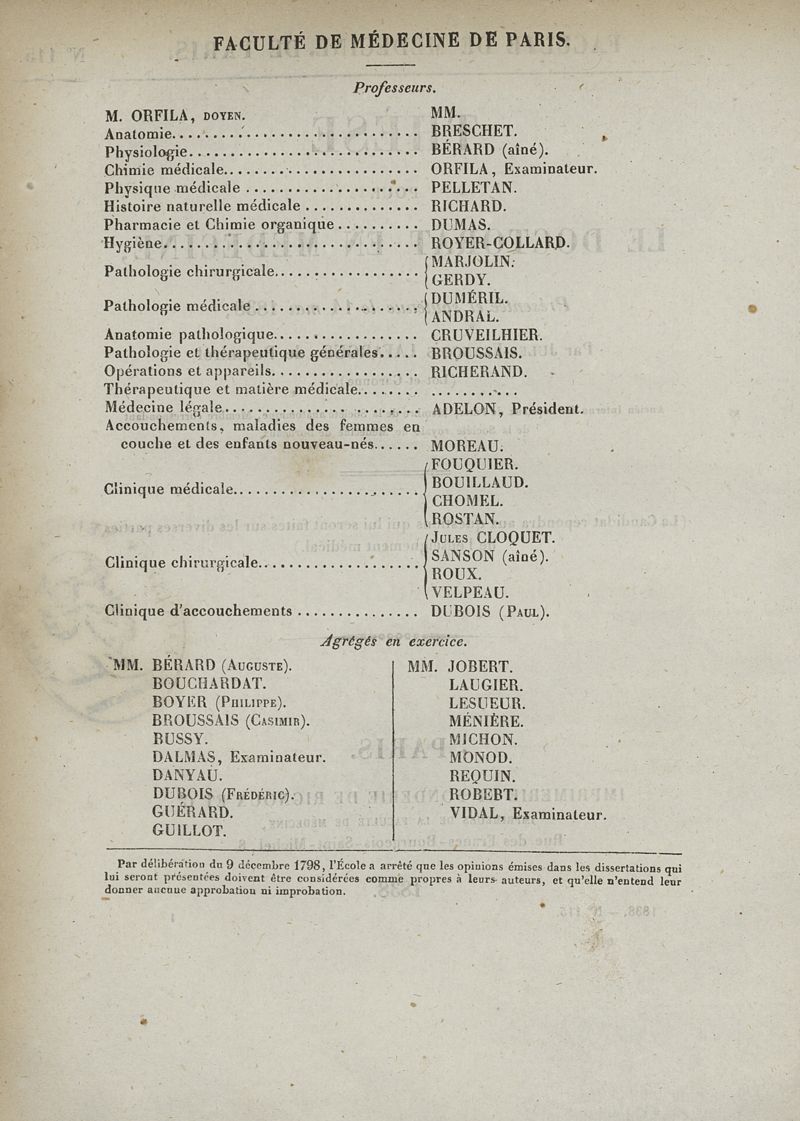 FACULTÉ DE MÉDECINE DE PARIS.
Professeurs.
M. ORFILA, DOYEN. MM.
Anatomie............................. BRESCHET.
Physiologie............................ BÉRARD (aîné).
Chimie médicale........................ ORFILA, Examinateur.
Physique médicale ..................... PELLETAN.
Histoire naturelle médicale .............. RICHARD.
Pharmacie et Chimie organique .......... DUMAS.
Hygiène............................... ROYER-COLLARD.
Pathologie chirurgicale.................. { MARJOLIN.
GERDY.
Pathologie médicale .................... { DUMÉRIL.
ANDRAL.
Anatomie pathologique.................. CRUVEILHIER.
Pathologie et thérapeutique générales..... BROUSSAIS.
Opérations et appareils.................. RICHERAND.
Thérapeutique et matière médicale........ ...........
Médecine légale........................ ADELON, Président.
Accouchements, maladies des femmes en
couche et des enfants nouveau-nés...... MOREAU.
Clinique médicale....................... { FOUQUIER.
BOUILLAUD.
CHOMEL.
ROSTAN.
Clinique chirurgicale.................... { JULES CLOQUET.
SANSON (aîné).
ROUX.
VELPEAU.
Clinique d'accouchements ............... DUBOIS (PAUL).
Agrégés en exercice.
MM. BÉRARD (AUGUSTE).
BOUCHARDAT.
BOYER (PHILIPPE).
BROUSSAIS (CASIMIR).
BUSSY.
DALMAS, Examinateur.
DANYAU.
DUBOIS (FRÉDÉRIC).
GUÉRARD.
GUILLOT.
MM. JOBERT.
LAUGIER.
LESUEUR.
MÉNIÈRE.
MICHON.
MONOD.
REQUIN.
ROBERT.
VIDAL, Examinateur.
Par délibération du 9 décembre 1798, l'École a arrêté que les opinions émises dans les dissertations qui
lui seront présentées doivent être considérées comme propres à leurs auteurs, et qu'elle n'entend leur
donner aucune approbation ni improbation.